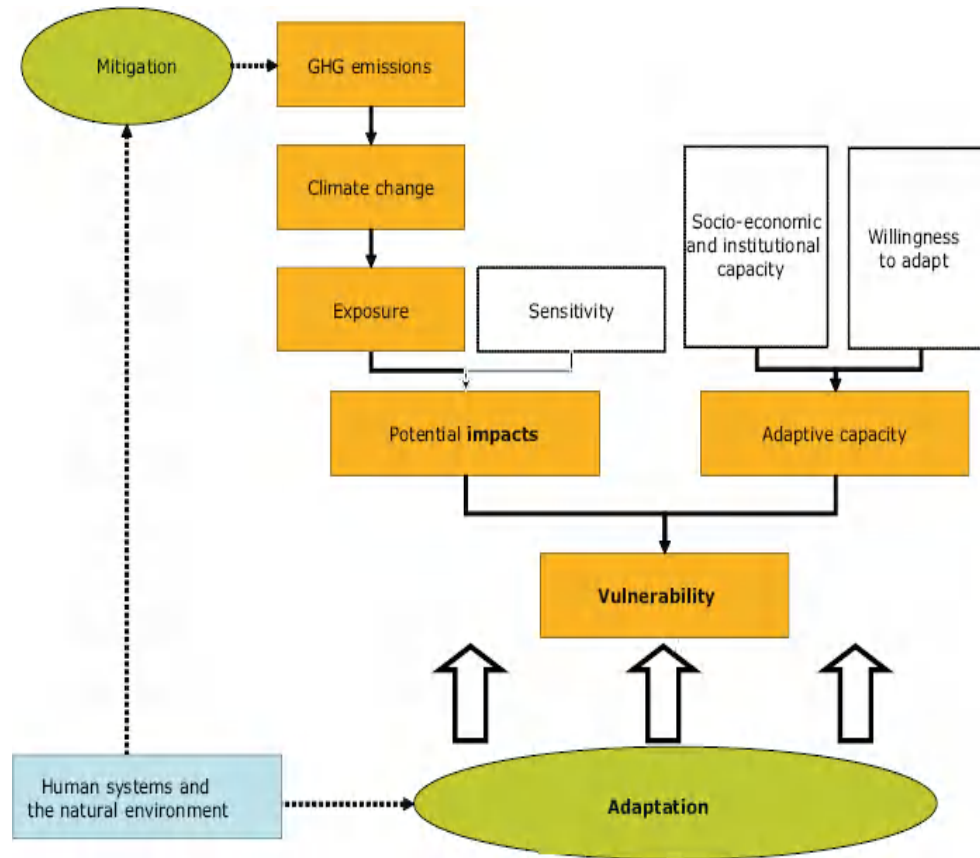 Mitigation
GHG emissions
Climate change
Socio-economic
and institutional
capacity
Willingness
to adapt
Exposure
Sensitivity
Potential impacts
Adaptive capacity
Vulnerability
Human systems and
the natural environment
Adaptation